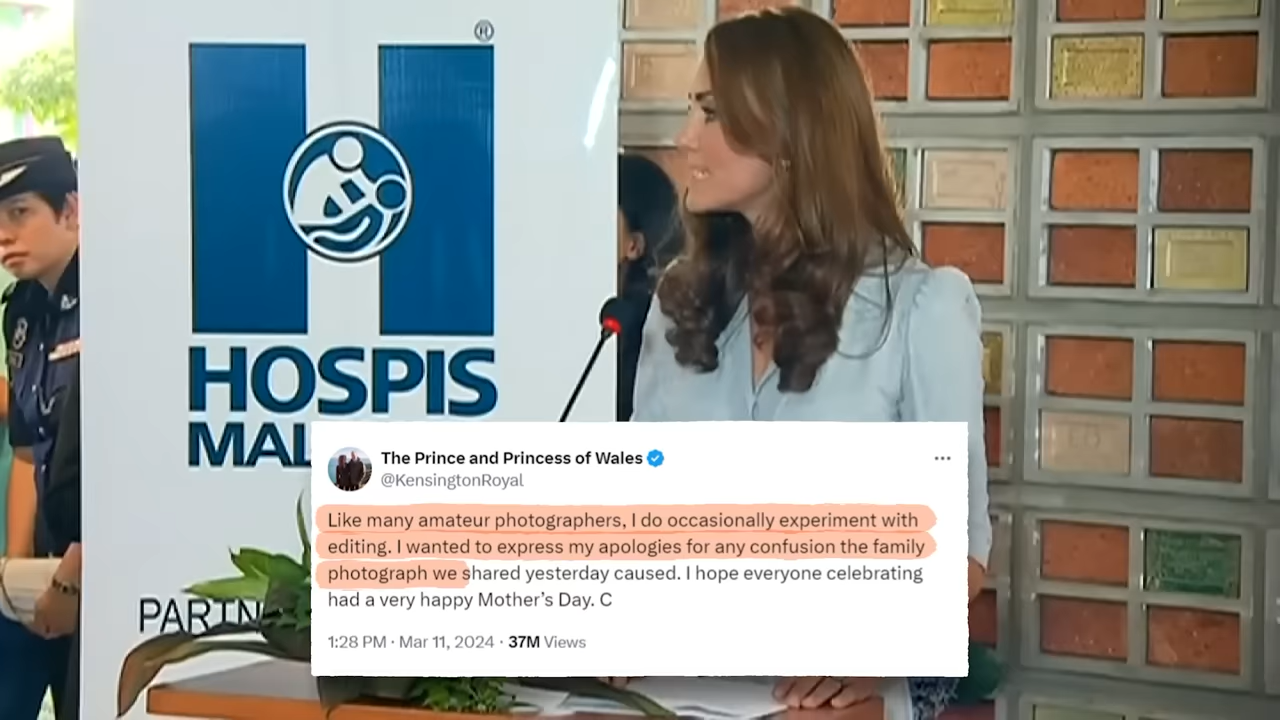 ®
HOSPIS
MAL
PARTN
The Prince and Princess of Wales
@KensingtonRoyal
Like many amateur photographers, I do occasionally experiment with
editing. I wanted to express my apologies for any confusion the family
photograph we shared yesterday caused. I hope everyone celebrating
had a very happy Mother’s Day. C
1:28 PM · Mar 11, 2024 · 37M Views